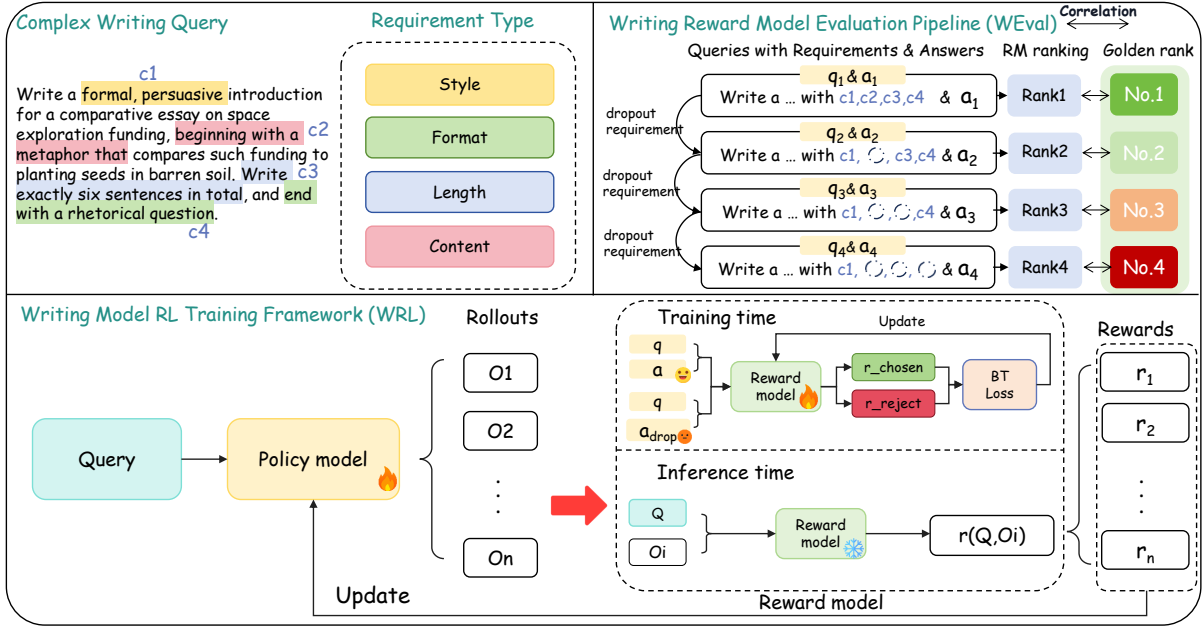 Complex Writing Query
c1
Write a formal, persuasive introduction
for a comparative essay on space
exploration funding, beginning with a c2
metaphor that compares such funding to
planting seeds in barren soil. Write c3
exactly six sentences in total, and end
with a rhetorical question.
c4
Requirement Type
Style
Format
Length
Content
Writing Reward Model Evaluation Pipeline (WEval)
Correlation
Queries with Requirements & Answers
RM ranking
Golden rank
q1 & a1
Write a ... with c1,c2,c3,c4 & a1
Rank1
No.1
dropout
requirement
q2 & a2
Write a ... with c1, c3,c4 & a2
Rank2
No.2
dropout
requirement
q3 & a3
Write a ... with c1, , ,c4 & a3
Rank3
No.3
dropout
requirement
q4 & a4
Write a ... with c1, , , & a4
Rank4
No.4
Writing Model RL Training Framework (WRL)
Query
Policy model
Rollouts
O1
O2
On
Training time
q
a
q
adrop
Reward
model
r_chosen
r_reject
BT
Loss
Update
Inference time
Q
Oi
Reward
model
r(Q,Oi)
Rewards
r1
r2
rn
Update
Reward model